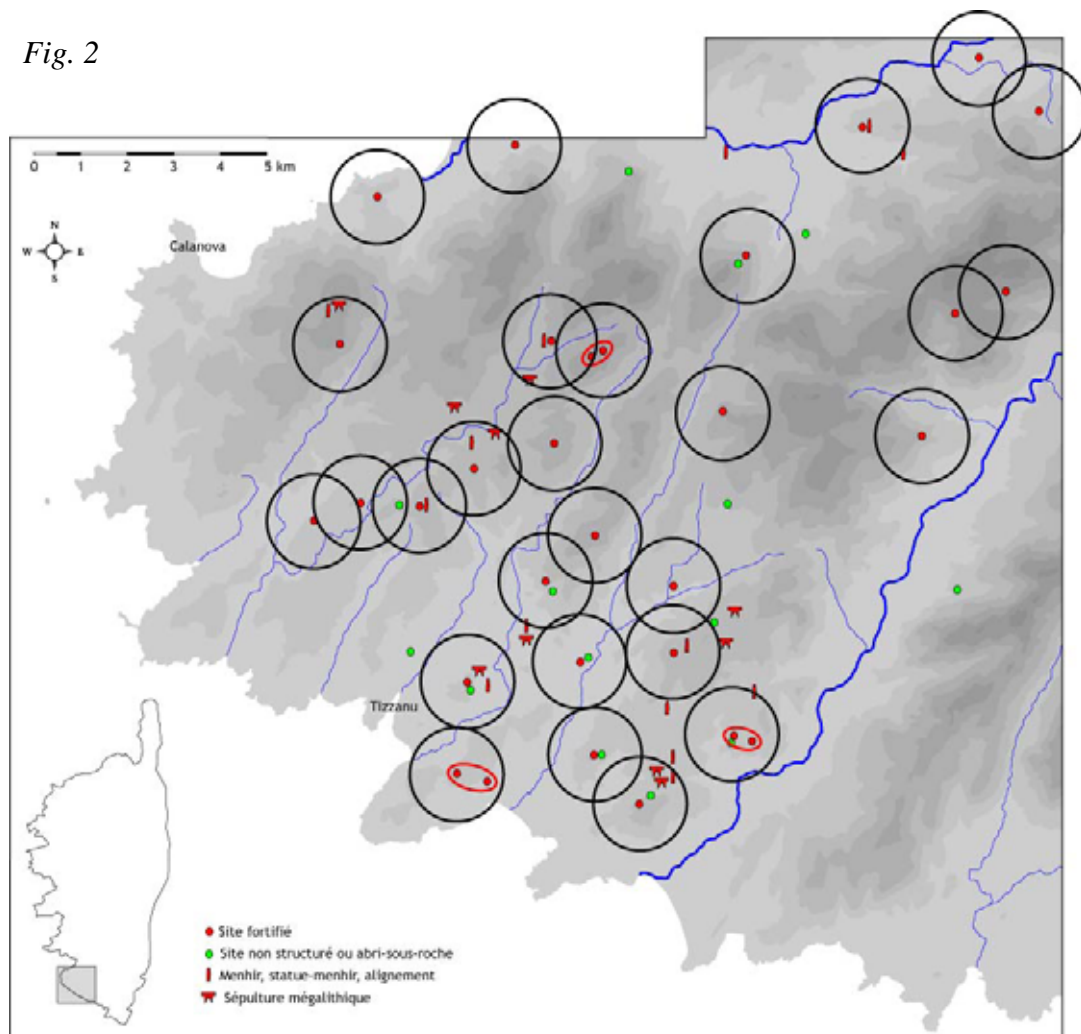 Fig. 2
0 1 2 3 4 5 km
N
W E
S
Calanova
Tizzanu
Site fortifié
Site non structuré ou abri-sous-roche
Menhir, statue-menhir, alignement
Sépulture mégalithique